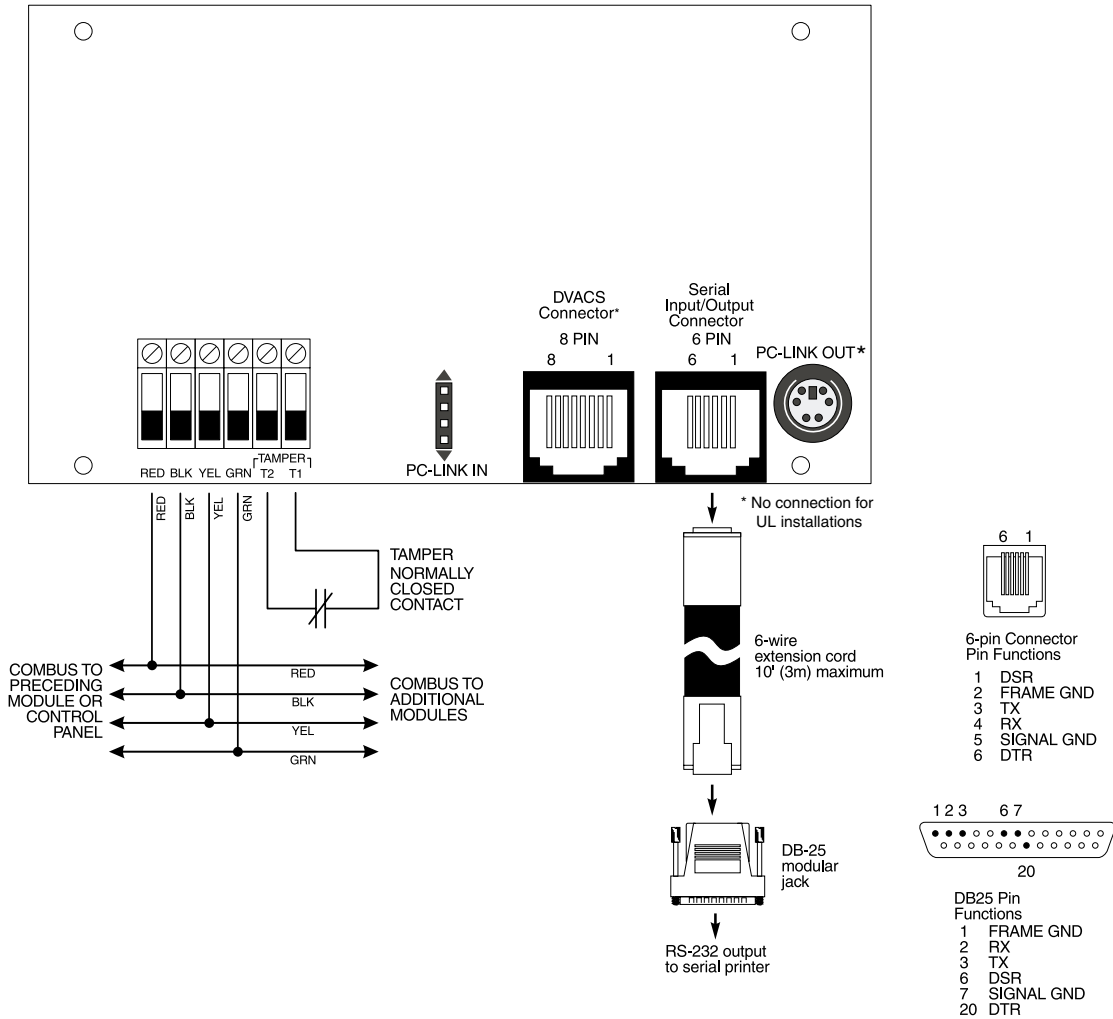 DVACS
Connector*
8 PIN
8 1
Serial
Input/Output
Connector
6 PIN
6 1
PC-LINK OUT*
PC-LINK IN
TAMPER
RED BLK YEL GRN T2 T1
RED
BLK
YEL
GRN
* No connection for
UL installations
TAMPER
NORMALLY
CLOSED
CONTACT
COMBUS TO
PRECEDING
MODULE OR
CONTROL
PANEL
RED
BLK
YEL
GRN
COMBUS TO
ADDITIONAL
MODULES
6-wire
extension cord
10' (3m) maximum
DB-25
modular
jack
RS-232 output
to serial printer
6 1
6-pin Connector
Pin Functions
1 DSR
2 FRAME GND
3 TX
4 RX
5 SIGNAL GND
6 DTR
1 2 3 6 7
20
DB25 Pin
Functions
1 FRAME GND
2 RX
3 TX
6 DSR
7 SIGNAL GND
20 DTR